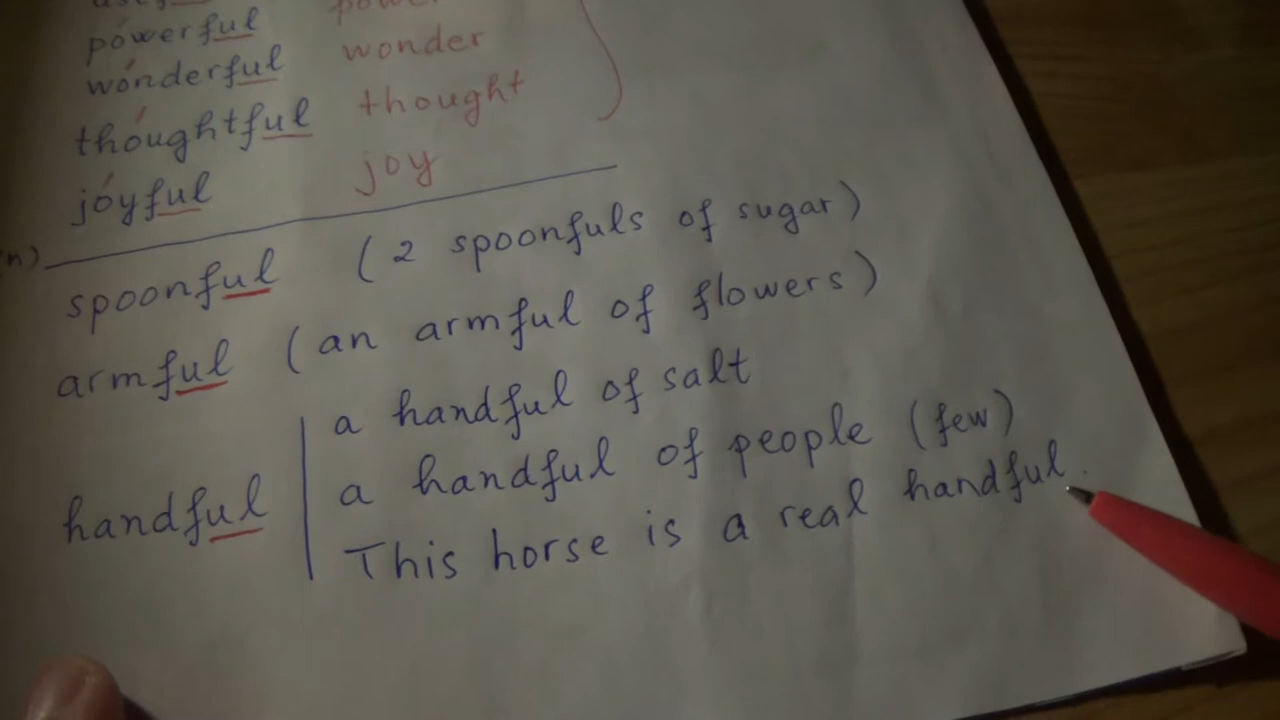 powerful power
wonderful wonder
thoughtful thought
joyful joy
spoonful (2 spoonfuls of sugar)
armful (an armful of flowers)
a handful of salt
handful a handful of people (few)
This horse is a real handful.